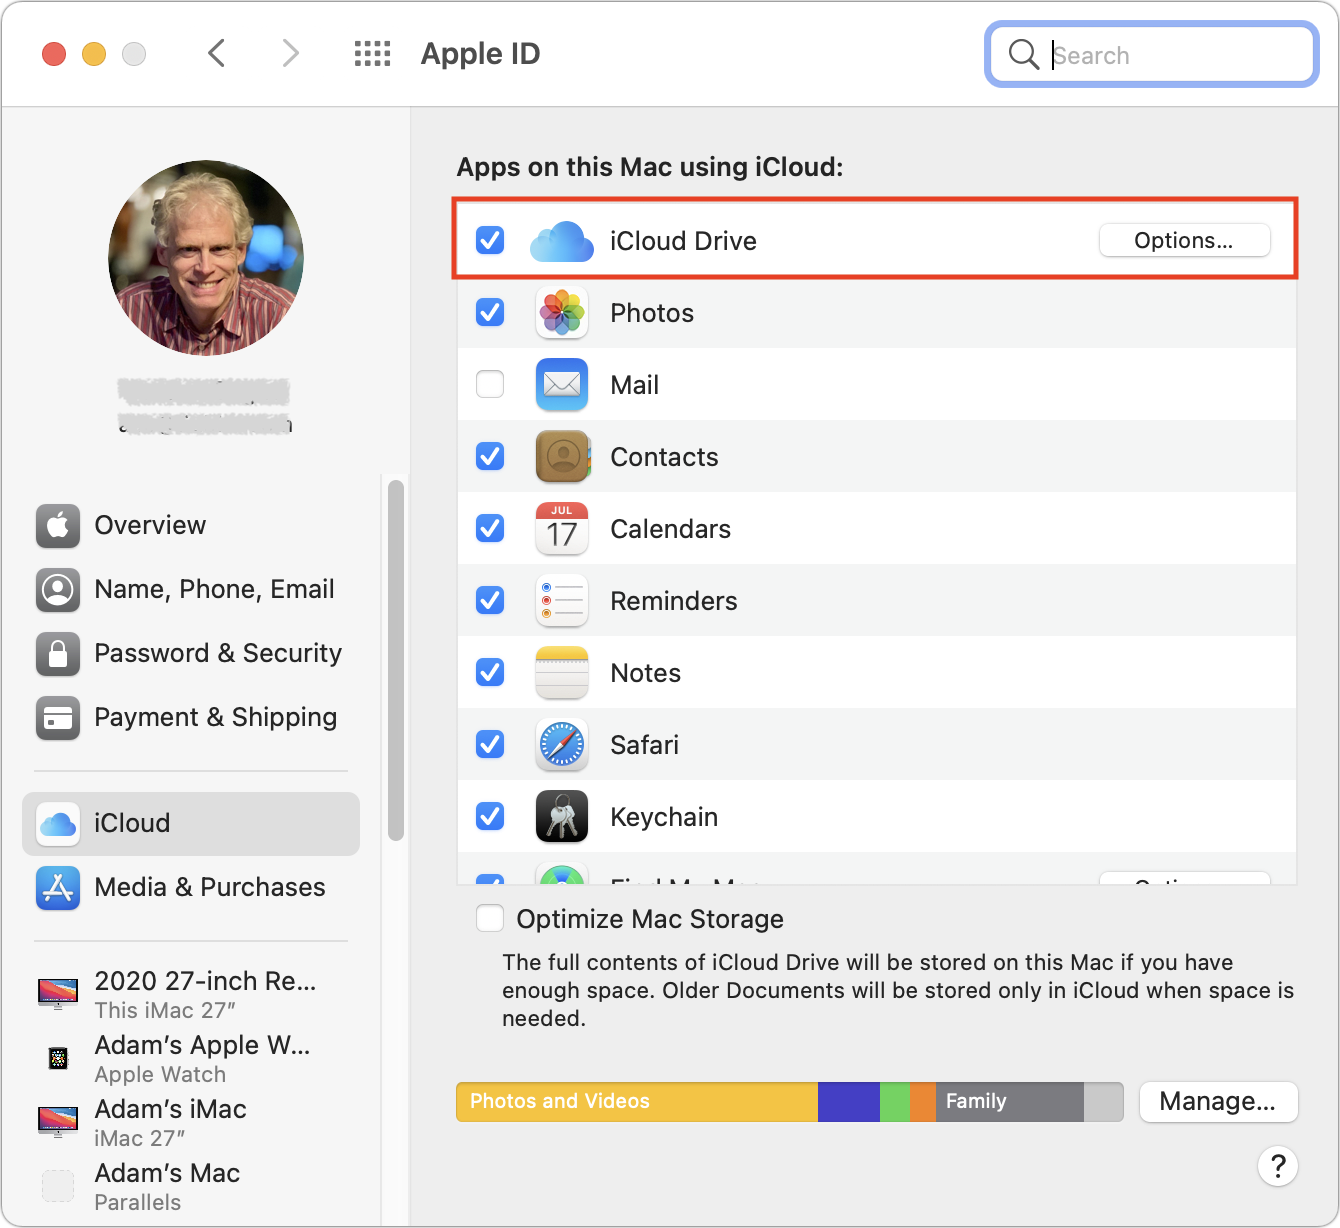 Apple ID
Search
Apps on this Mac using iCloud:
iCloud Drive
Options...
Photos
Mail
Contacts
JUL
17
Calendars
Reminders
Notes
Safari
Keychain
Optimize Mac Storage
The full contents of iCloud Drive will be stored on this Mac if you have
enough space. Older Documents will be stored only in iCloud when space is
needed.
Photos and Videos
Family
Manage...
?
Overview
Name, Phone, Email
Password & Security
Payment & Shipping
iCloud
Media & Purchases
2020 27-inch Re...
This iMac 27”
Adam’s Apple W...
Apple Watch
Adam’s iMac
iMac 27”
Adam’s Mac
Parallels